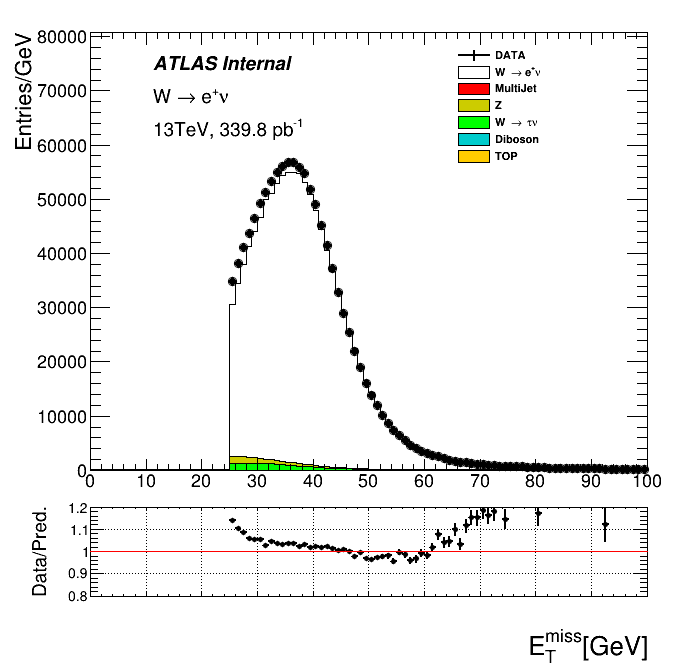 Entries/GeV
80000
70000
60000
50000
40000
30000
20000
10000
0
ATLAS Internal
W → e⁺ν
13TeV, 339.8 pb⁻¹
DATA
W → e⁺ν
MultiJet
Z
W → τν
Diboson
TOP
0 10 20 30 40 50 60 70 80 90 100
Data/Pred.
1.2
1.1
1
0.9
0.8
E_T^miss[GeV]